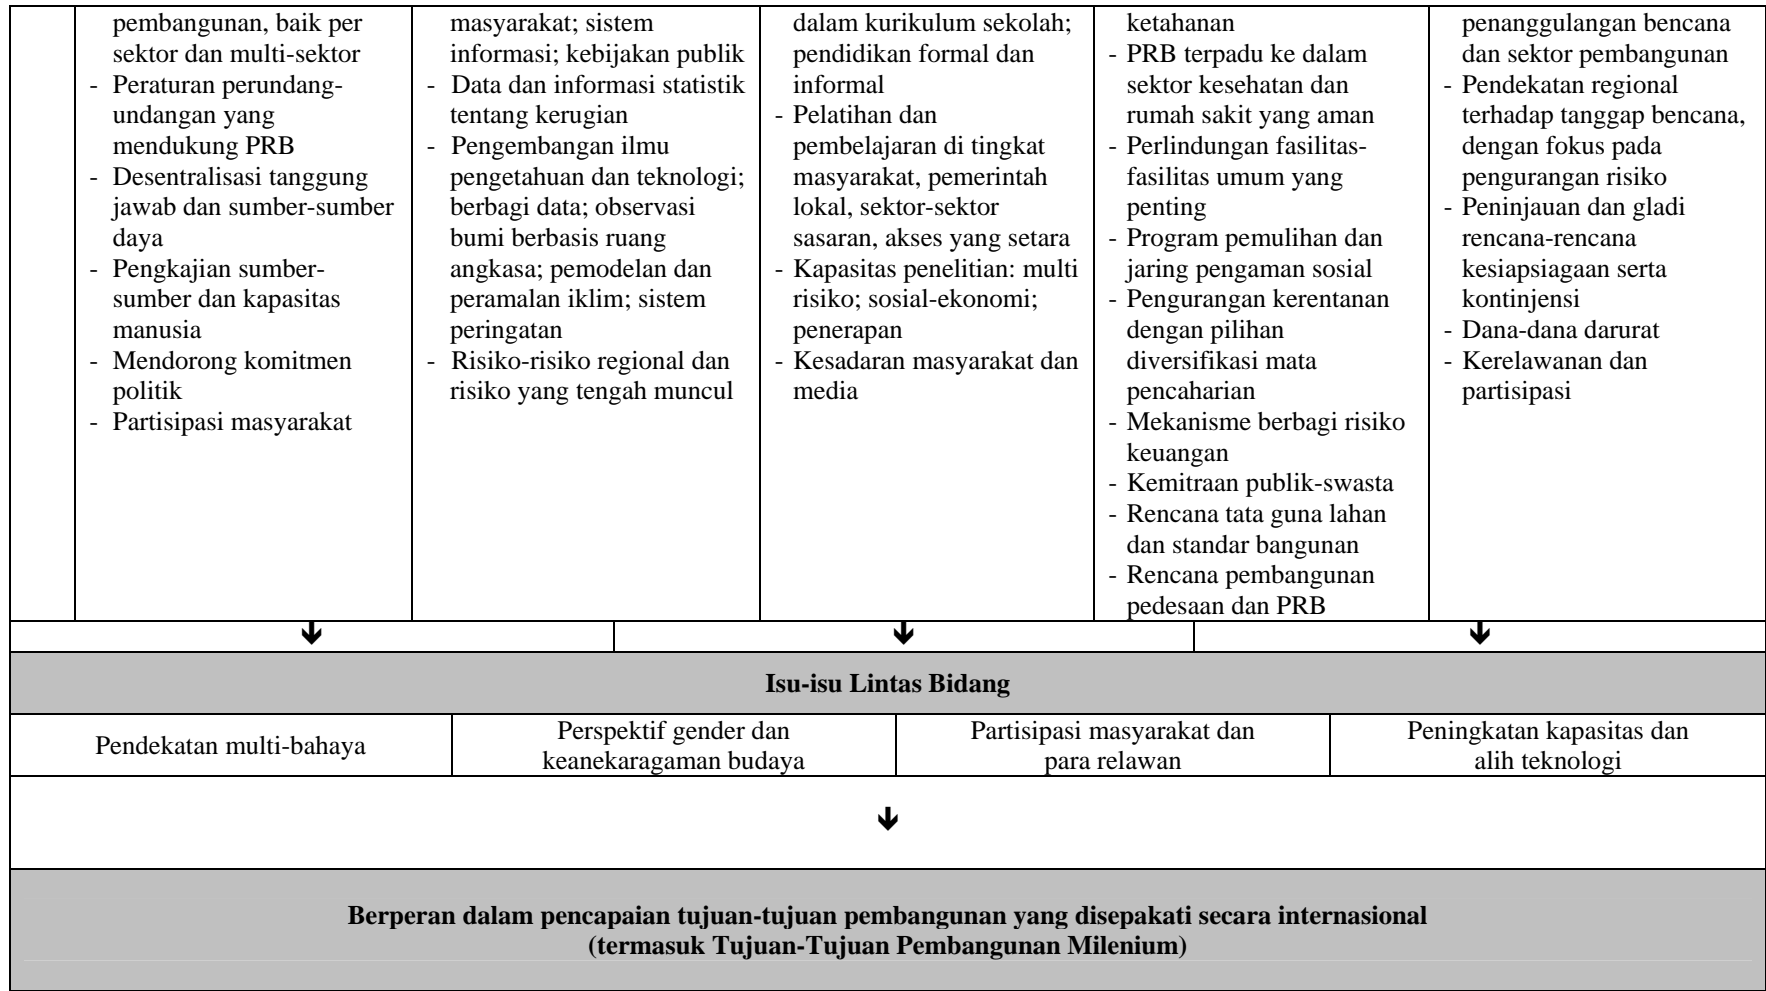 pembangunan, baik per
sektor dan multi-sektor
- Peraturan perundang-
undangan yang
mendukung PRB
- Desentralisasi tanggung
jawab dan sumber-sumber
daya
- Pengkajian sumber-
sumber dan kapasitas
manusia
- Mendorong komitmen
politik
- Partisipasi masyarakat
masyarakat; sistem
informasi; kebijakan publik
- Data dan informasi statistik
tentang kerugian
- Pengembangan ilmu
pengetahuan dan teknologi;
berbagi data; observasi
bumi berbasis ruang
angkasa; pemodelan dan
peramalan iklim; sistem
peringatan
- Risiko-risiko regional dan
risiko yang tengah muncul
dalam kurikulum sekolah;
pendidikan formal dan
informal
- Pelatihan dan
pembelajaran di tingkat
masyarakat, pemerintah
lokal, sektor-sektor
sasaran, akses yang setara
- Kapasitas penelitian: multi
risiko; sosial-ekonomi;
penerapan
- Kesadaran masyarakat dan
media
ketahanan
- PRB terpadu ke dalam
sektor kesehatan dan
rumah sakit yang aman
- Perlindungan fasilitas-
fasilitas umum yang
penting
- Program pemulihan dan
jaring pengaman sosial
- Pengurangan kerentanan
dengan pilihan
diversifikasi mata
pencaharian
- Mekanisme berbagi risiko
keuangan
- Kemitraan publik-swasta
- Rencana tata guna lahan
dan standar bangunan
- Rencana pembangunan
pedesaan dan PRB
penanggulangan bencana
dan sektor pembangunan
- Pendekatan regional
terhadap tanggap bencana,
dengan fokus pada
pengurangan risiko
- Peninjauan dan gladi
rencana-rencana
kesiapsiagaan serta
kontinjensi
- Dana-dana darurat
- Kerelawanan dan
partisipasi
Isu-isu Lintas Bidang
Pendekatan multi-bahaya
Perspektif gender dan
keanekaragaman budaya
Partisipasi masyarakat dan
para relawan
Peningkatan kapasitas dan
alih teknologi
Berperan dalam pencapaian tujuan-tujuan pembangunan yang disepakati secara internasional
(termasuk Tujuan-Tujuan Pembangunan Milenium)